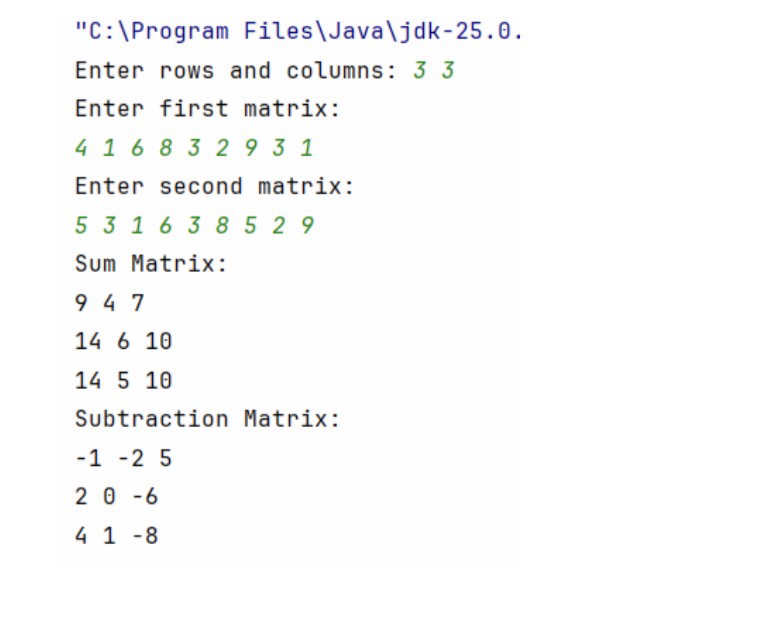 "C:\Program Files\Java\jdk-25.0.
Enter rows and columns: 3 3
Enter first matrix:
4 1 6 8 3 2 9 3 1
Enter second matrix:
5 3 1 6 3 8 5 2 9
Sum Matrix:
9 4 7
14 6 10
14 5 10
Subtraction Matrix:
-1 -2 5
2 0 -6
4 1 -8